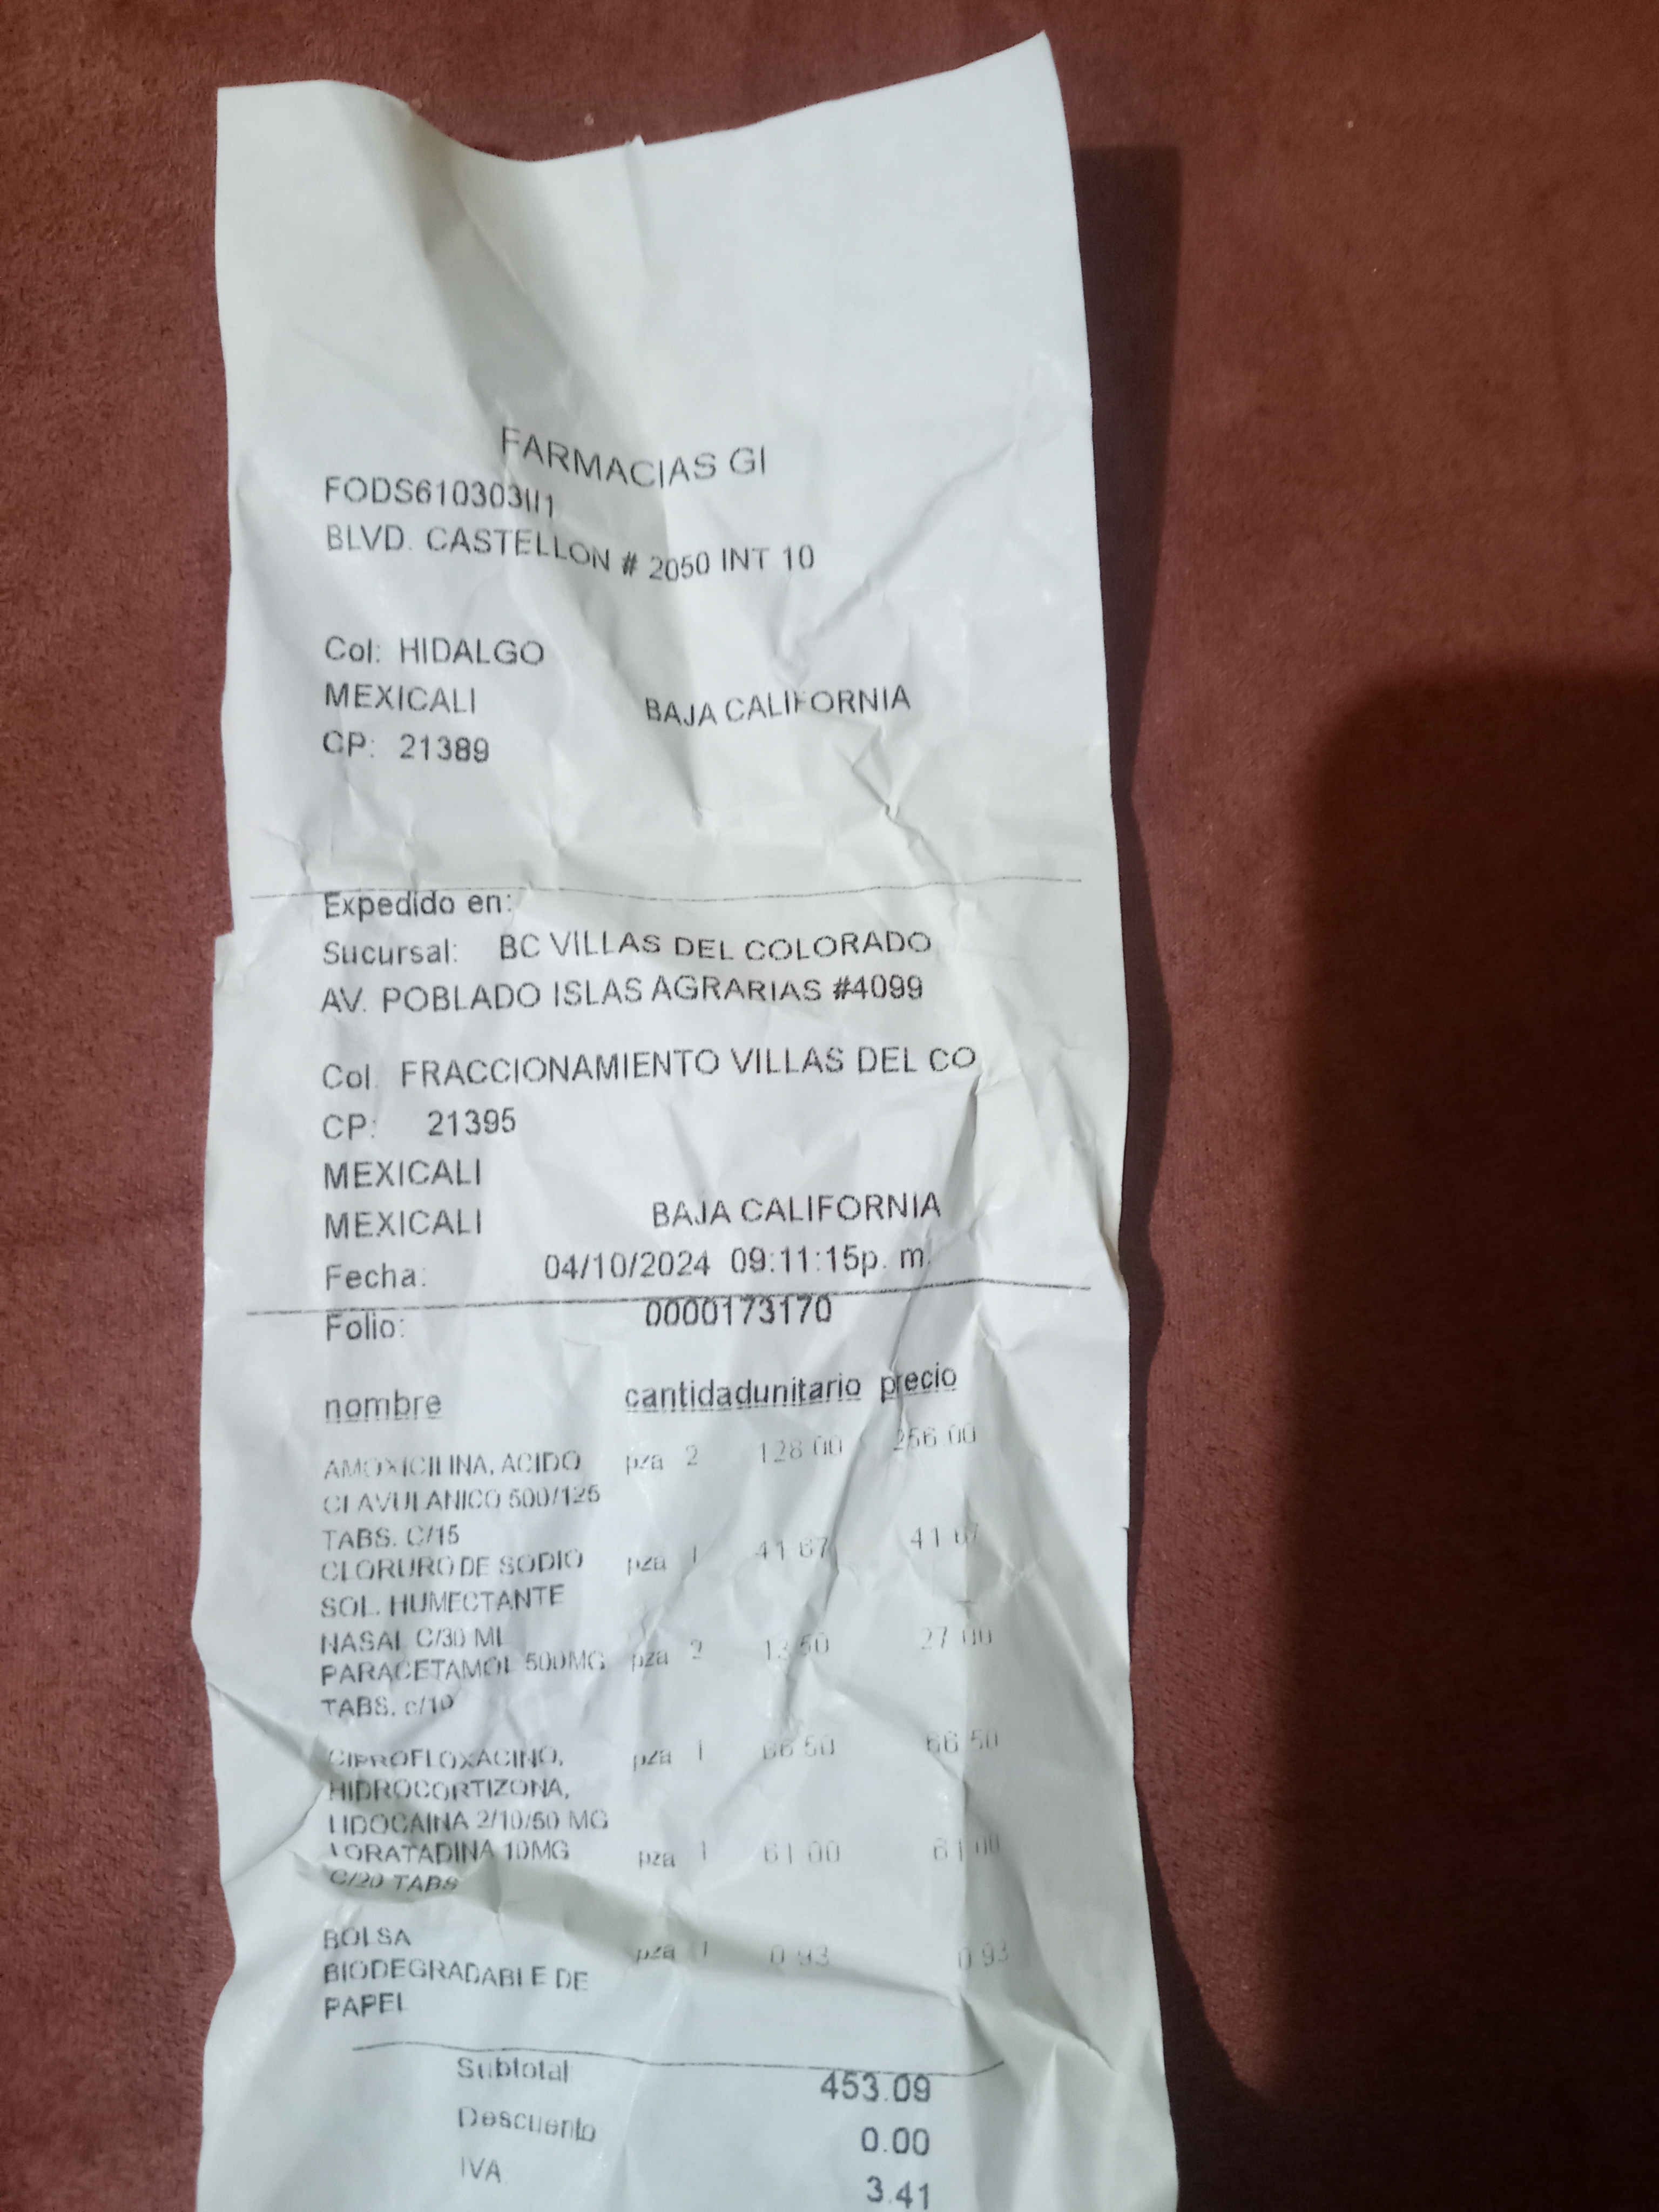 FARMACIAS GI
FODS610303II1
BLVD. CASTELLON # 2050 INT 10
Col: HIDALGO
MEXICALI BAJA CALIFORNIA
CP: 21389
Expedido en:
Sucursal: BC VILLAS DEL COLORADO
AV. POBLADO ISLAS AGRARIAS #4099
Col. FRACCIONAMIENTO VILLAS DEL CO
CP: 21395
MEXICALI
MEXICALI BAJA CALIFORNIA
Fecha: 04/10/2024 09:11:15p. m.
Folio: 0000173170
nombre cantidadunitario precio
AMOXICILINA, ACIDO pza 2 128.00 256.00
CLAVULANICO 500/125
TABS. C/15
CLORURO DE SODIO pza 1 41.67 41.67
SOL. HUMECTANTE
NASAL C/30 ML
PARACETAMOL 500MG pza 2 13.50 27.00
TABS. c/10
CIPROFLOXACINO, pza 1 66.50 66.50
HIDROCORTIZONA,
LIDOCAINA 2/10/50 MG
LORATADINA 10MG pza 1 61.00 61.00
C/20 TABS
BOLSA pza 1 0.93 0.93
BIODEGRADABLE DE
PAPEL
Subtotal 453.09
Descuento 0.00
IVA 3.41